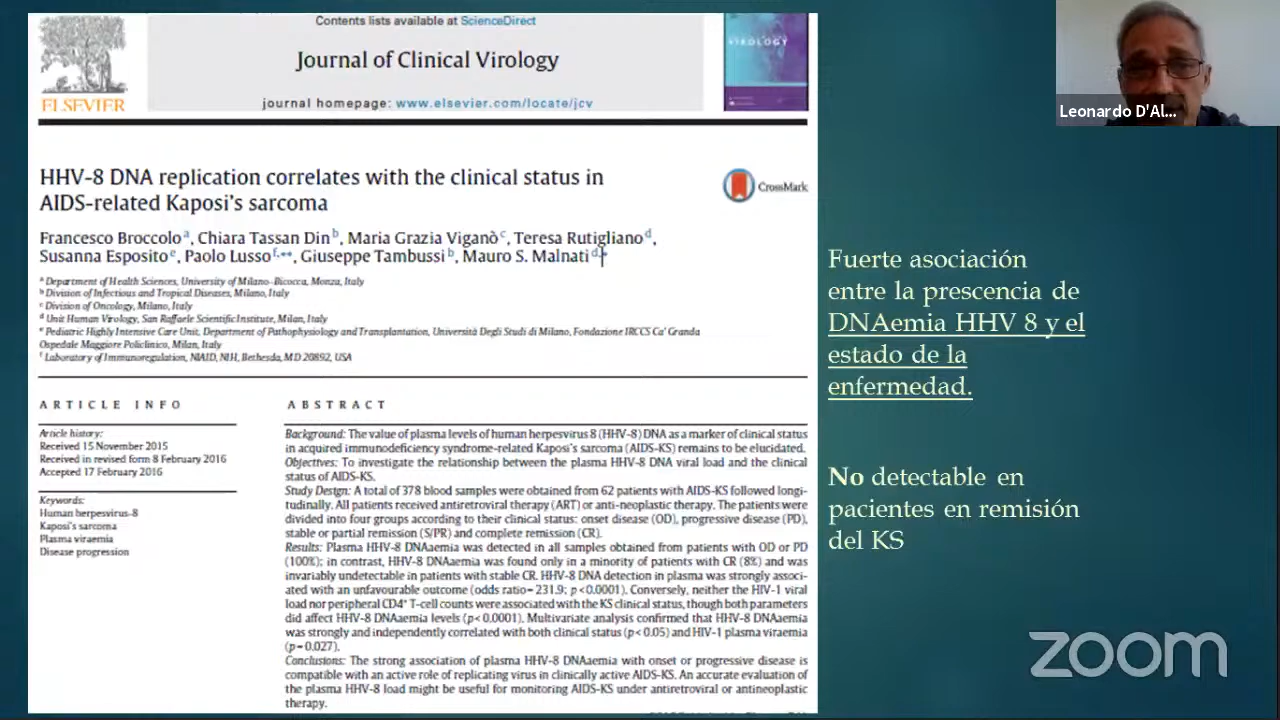 Contents lists available at ScienceDirect
Journal of Clinical Virology
journal homepage: www.elsevier.com/locate/jcv
ELSEVIER
VIROLOGY
Leonardo D'Al...
HHV-8 DNA replication correlates with the clinical status in
AIDS-related Kaposi's sarcoma
CrossMark
Francesco Broccolo a, Chiara Tassan Din b, Maria Grazia Viganò c, Teresa Rutigliano d,
Susanna Esposito e, Paolo Lusso f,**, Giuseppe Tambussi b, Mauro S. Malnati d,*
a Department of Health Sciences, University of Milano-Bicocca, Monza, Italy
b Division of Infectious and Tropical Diseases, Milano, Italy
c Division of Oncology, Milano, Italy
d Unit Human Virology, San Raffaele Scientific Institute, Milan, Italy
e Pediatric Highly Intensive Care Unit, Department of Pathophysiology and Transplantation, Università Degli Studi di Milano, Fondazione IRCCS Ca' Granda
Ospedale Maggiore Policlinico, Milan, Italy
f Laboratory of Immunoregulation, NIAID, NIH, Bethesda, MD 20892, USA
ARTICLE INFO
Article history:
Received 15 November 2015
Received in revised form 8 February 2016
Accepted 17 February 2016
Keywords:
Human herpesvirus-8
Kaposi's sarcoma
Plasma viraemia
Disease progression
ABSTRACT
Background: The value of plasma levels of human herpesvirus 8 (HHV-8) DNA as a marker of clinical status
in acquired immunodeficiency syndrome-related Kaposi's sarcoma (AIDS-KS) remains to be elucidated.
Objectives: To investigate the relationship between the plasma HHV-8 DNA viral load and the clinical
status of AIDS-KS.
Study Design: A total of 378 blood samples were obtained from 62 patients with AIDS-KS followed longi-
tudinally. All patients received antiretroviral therapy (ART) or anti-neoplastic therapy. The patients were
divided into four groups according to their clinical status: onset disease (OD), progressive disease (PD),
stable or partial remission (S/PR) and complete remission (CR).
Results: Plasma HHV-8 DNAaemia was detected in all samples obtained from patients with OD or PD
(100%); in contrast, HHV-8 DNAaemia was found only in a minority of patients with CR (8%) and was
invariably undetectable in patients with stable CR. HHV-8 DNA detection in plasma was strongly associ-
ated with an unfavourable outcome (odds ratio=231.9; p<0.0001). Conversely, neither the HIV-1 viral
load nor peripheral CD4+ T-cell counts were associated with the KS clinical status, though both parameters
did affect HHV-8 DNAaemia levels (p<0.0001). Multivariate analysis confirmed that HHV-8 DNAaemia
was strongly and independently correlated with both clinical status (p<0.05) and HIV-1 plasma viraemia
(p=0.027).
Conclusions: The strong association of plasma HHV-8 DNAaemia with onset or progressive disease is
compatible with an active role of replicating virus in clinically active AIDS-KS. An accurate evaluation of
the plasma HHV-8 load might be useful for monitoring AIDS-KS under antiretroviral or antineoplastic
therapy.
Fuerte asociación
entre la prescencia de
DNAemia HHV 8 y el
estado de la
enfermedad.
No detectable en
pacientes en remisión
del KS
zoom